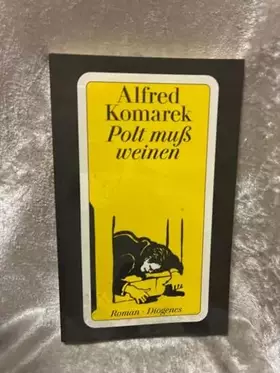 Alfred
Komarek
Polt muß
weinen
Roman · Diogenes